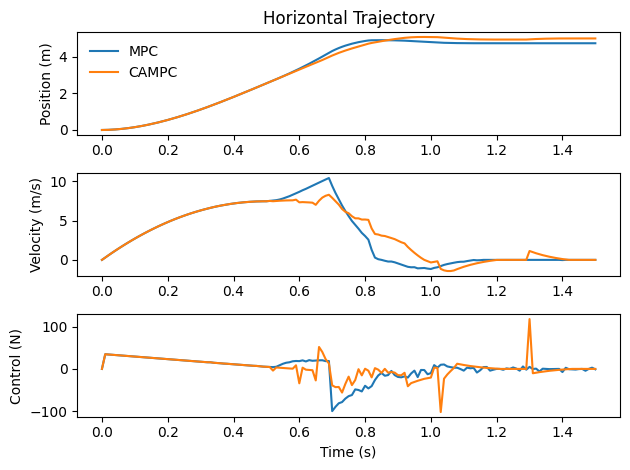 Horizontal Trajectory
Position (m)
4
2
0
MPC
CAMPC
0.0 0.2 0.4 0.6 0.8 1.0 1.2 1.4
Velocity (m/s)
10
5
0
0.0 0.2 0.4 0.6 0.8 1.0 1.2 1.4
Control (N)
100
0
−100
0.0 0.2 0.4 0.6 0.8 1.0 1.2 1.4
Time (s)